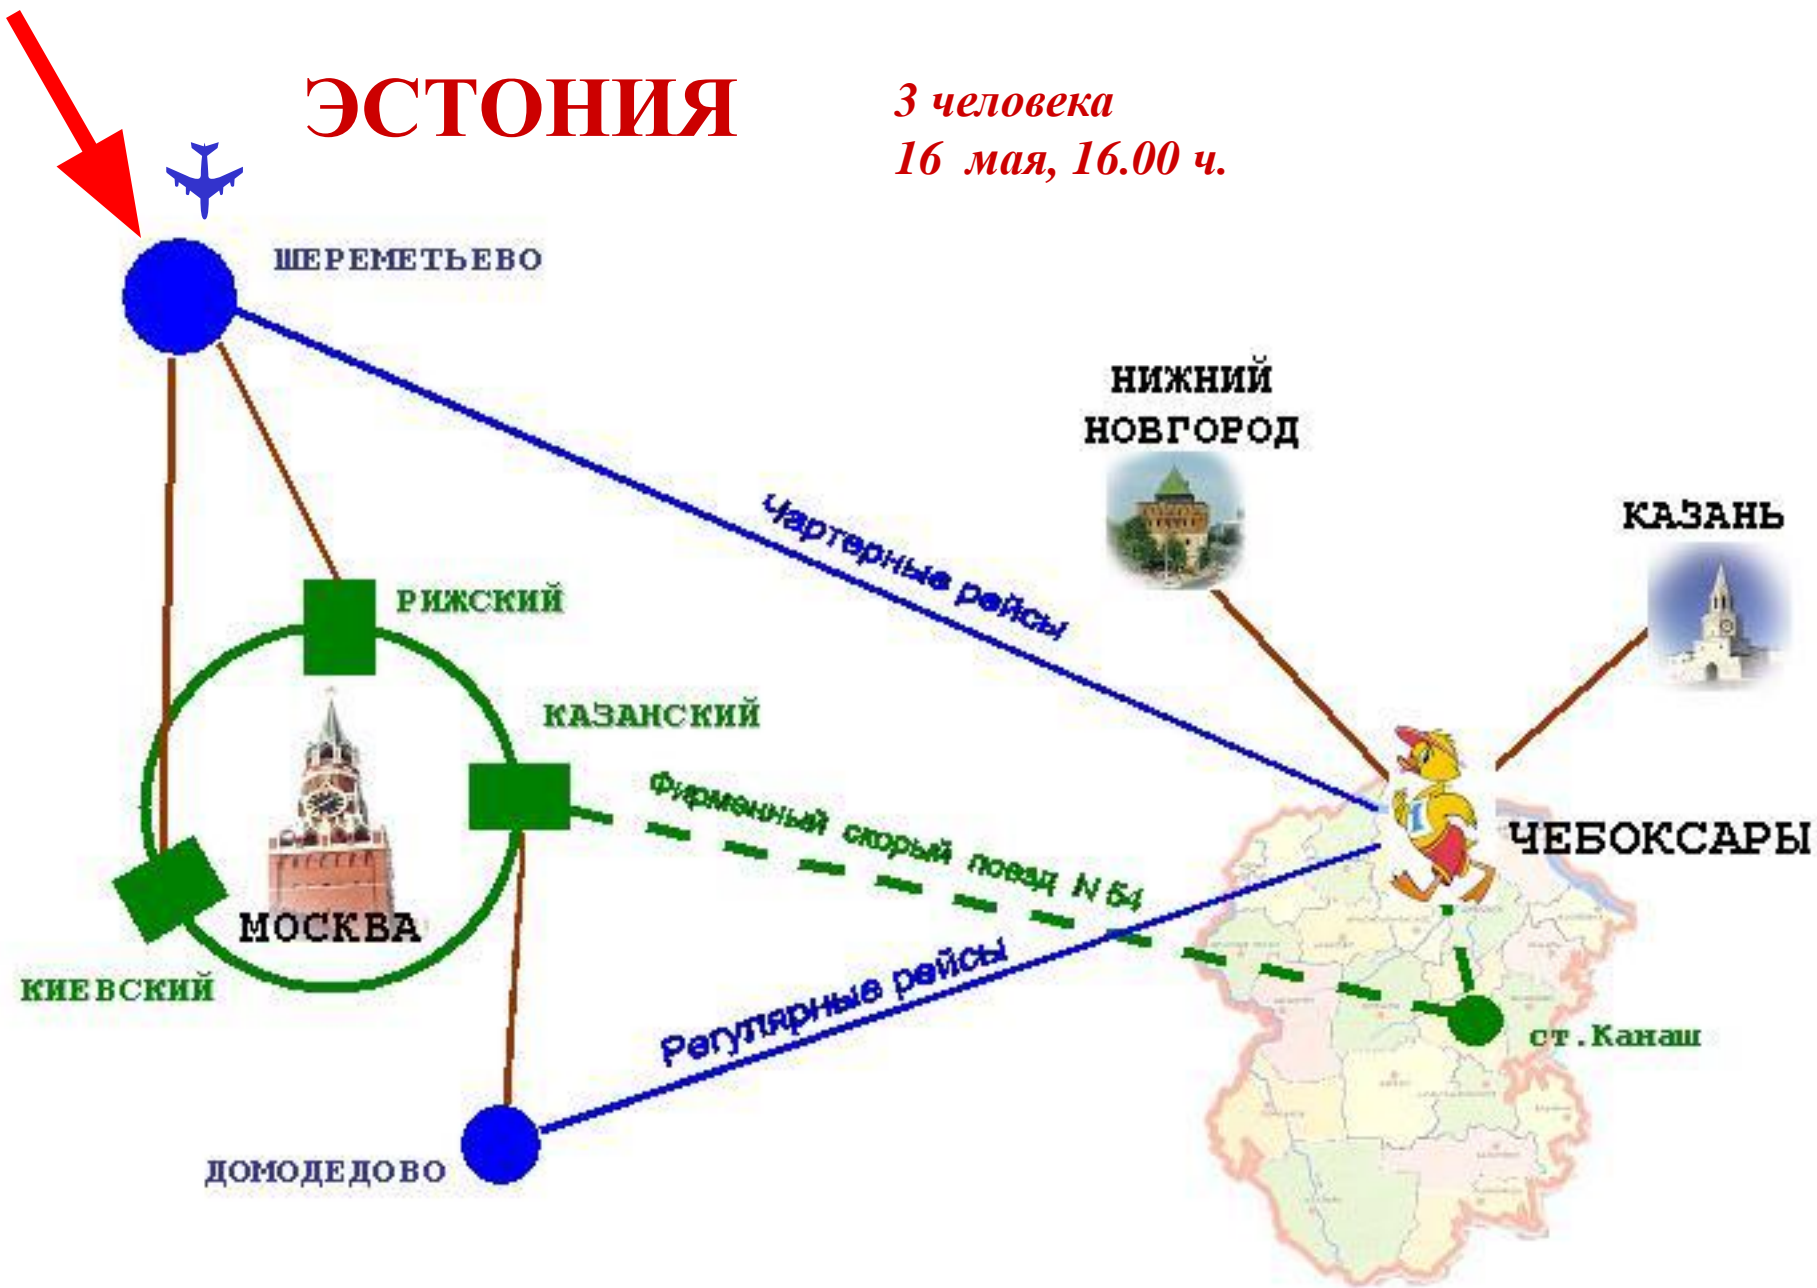 ЭСТОНИЯ
3 человека
16 мая, 16.00 ч.
ШЕРЕМЕТЬЕВО
НИЖНИЙ
НОВГОРОД
КАЗАНЬ
Чартерные рейсы
РИЖСКИЙ
КАЗАНСКИЙ
Фирменный скорый поезд N 54
ЧЕБОКСАРЫ
МОСКВА
КИЕВСКИЙ
Регулярные рейсы
ст.Канаш
ДОМОДЕДОВО